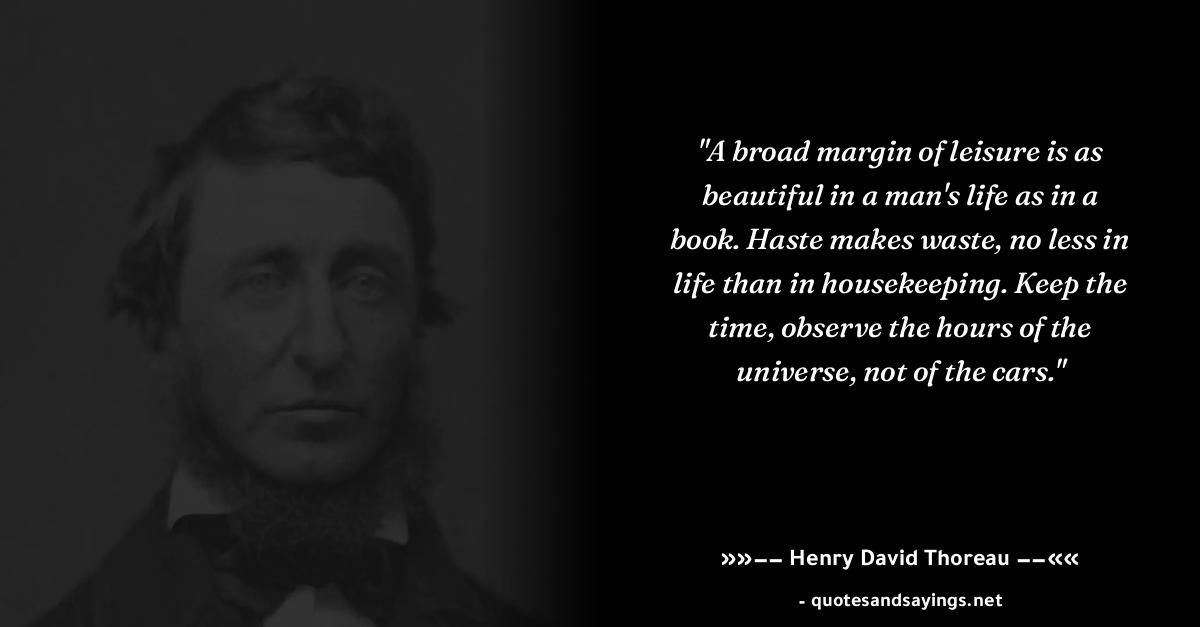 "A broad margin of leisure is as
beautiful in a man's life as in a
book. Haste makes waste, no less in
life than in housekeeping. Keep the
time, observe the hours of the
universe, not of the cars."
»»−− Henry David Thoreau −−««
- quotesandsayings.net